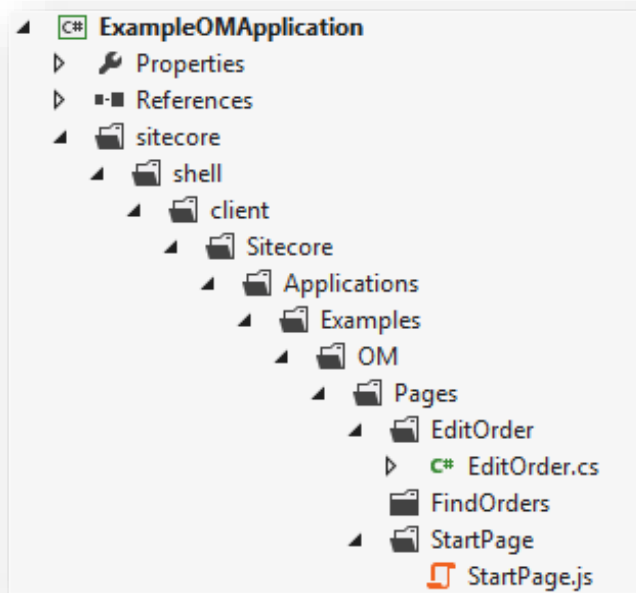 C# ExampleOMApplication
Properties
References
sitecore
shell
client
Sitecore
Applications
Examples
OM
Pages
EditOrder
C# EditOrder.cs
FindOrders
StartPage
StartPage.js